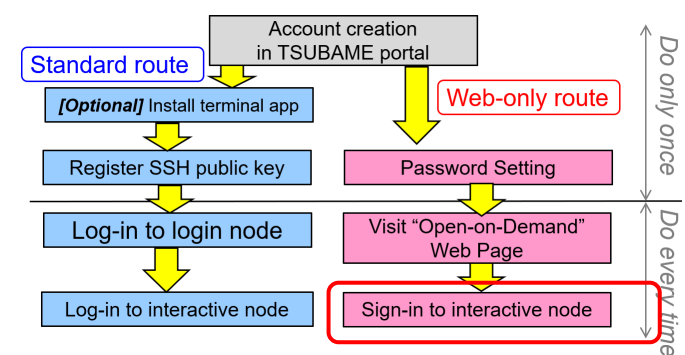 Account creation
in TSUBAME portal
Standard route
Web-only route
[Optional] Install terminal app
Register SSH public key
Password Setting
Log-in to login node
Visit “Open-on-Demand”
Web Page
Log-in to interactive node
Sign-in to interactive node
Do only once
Do every time